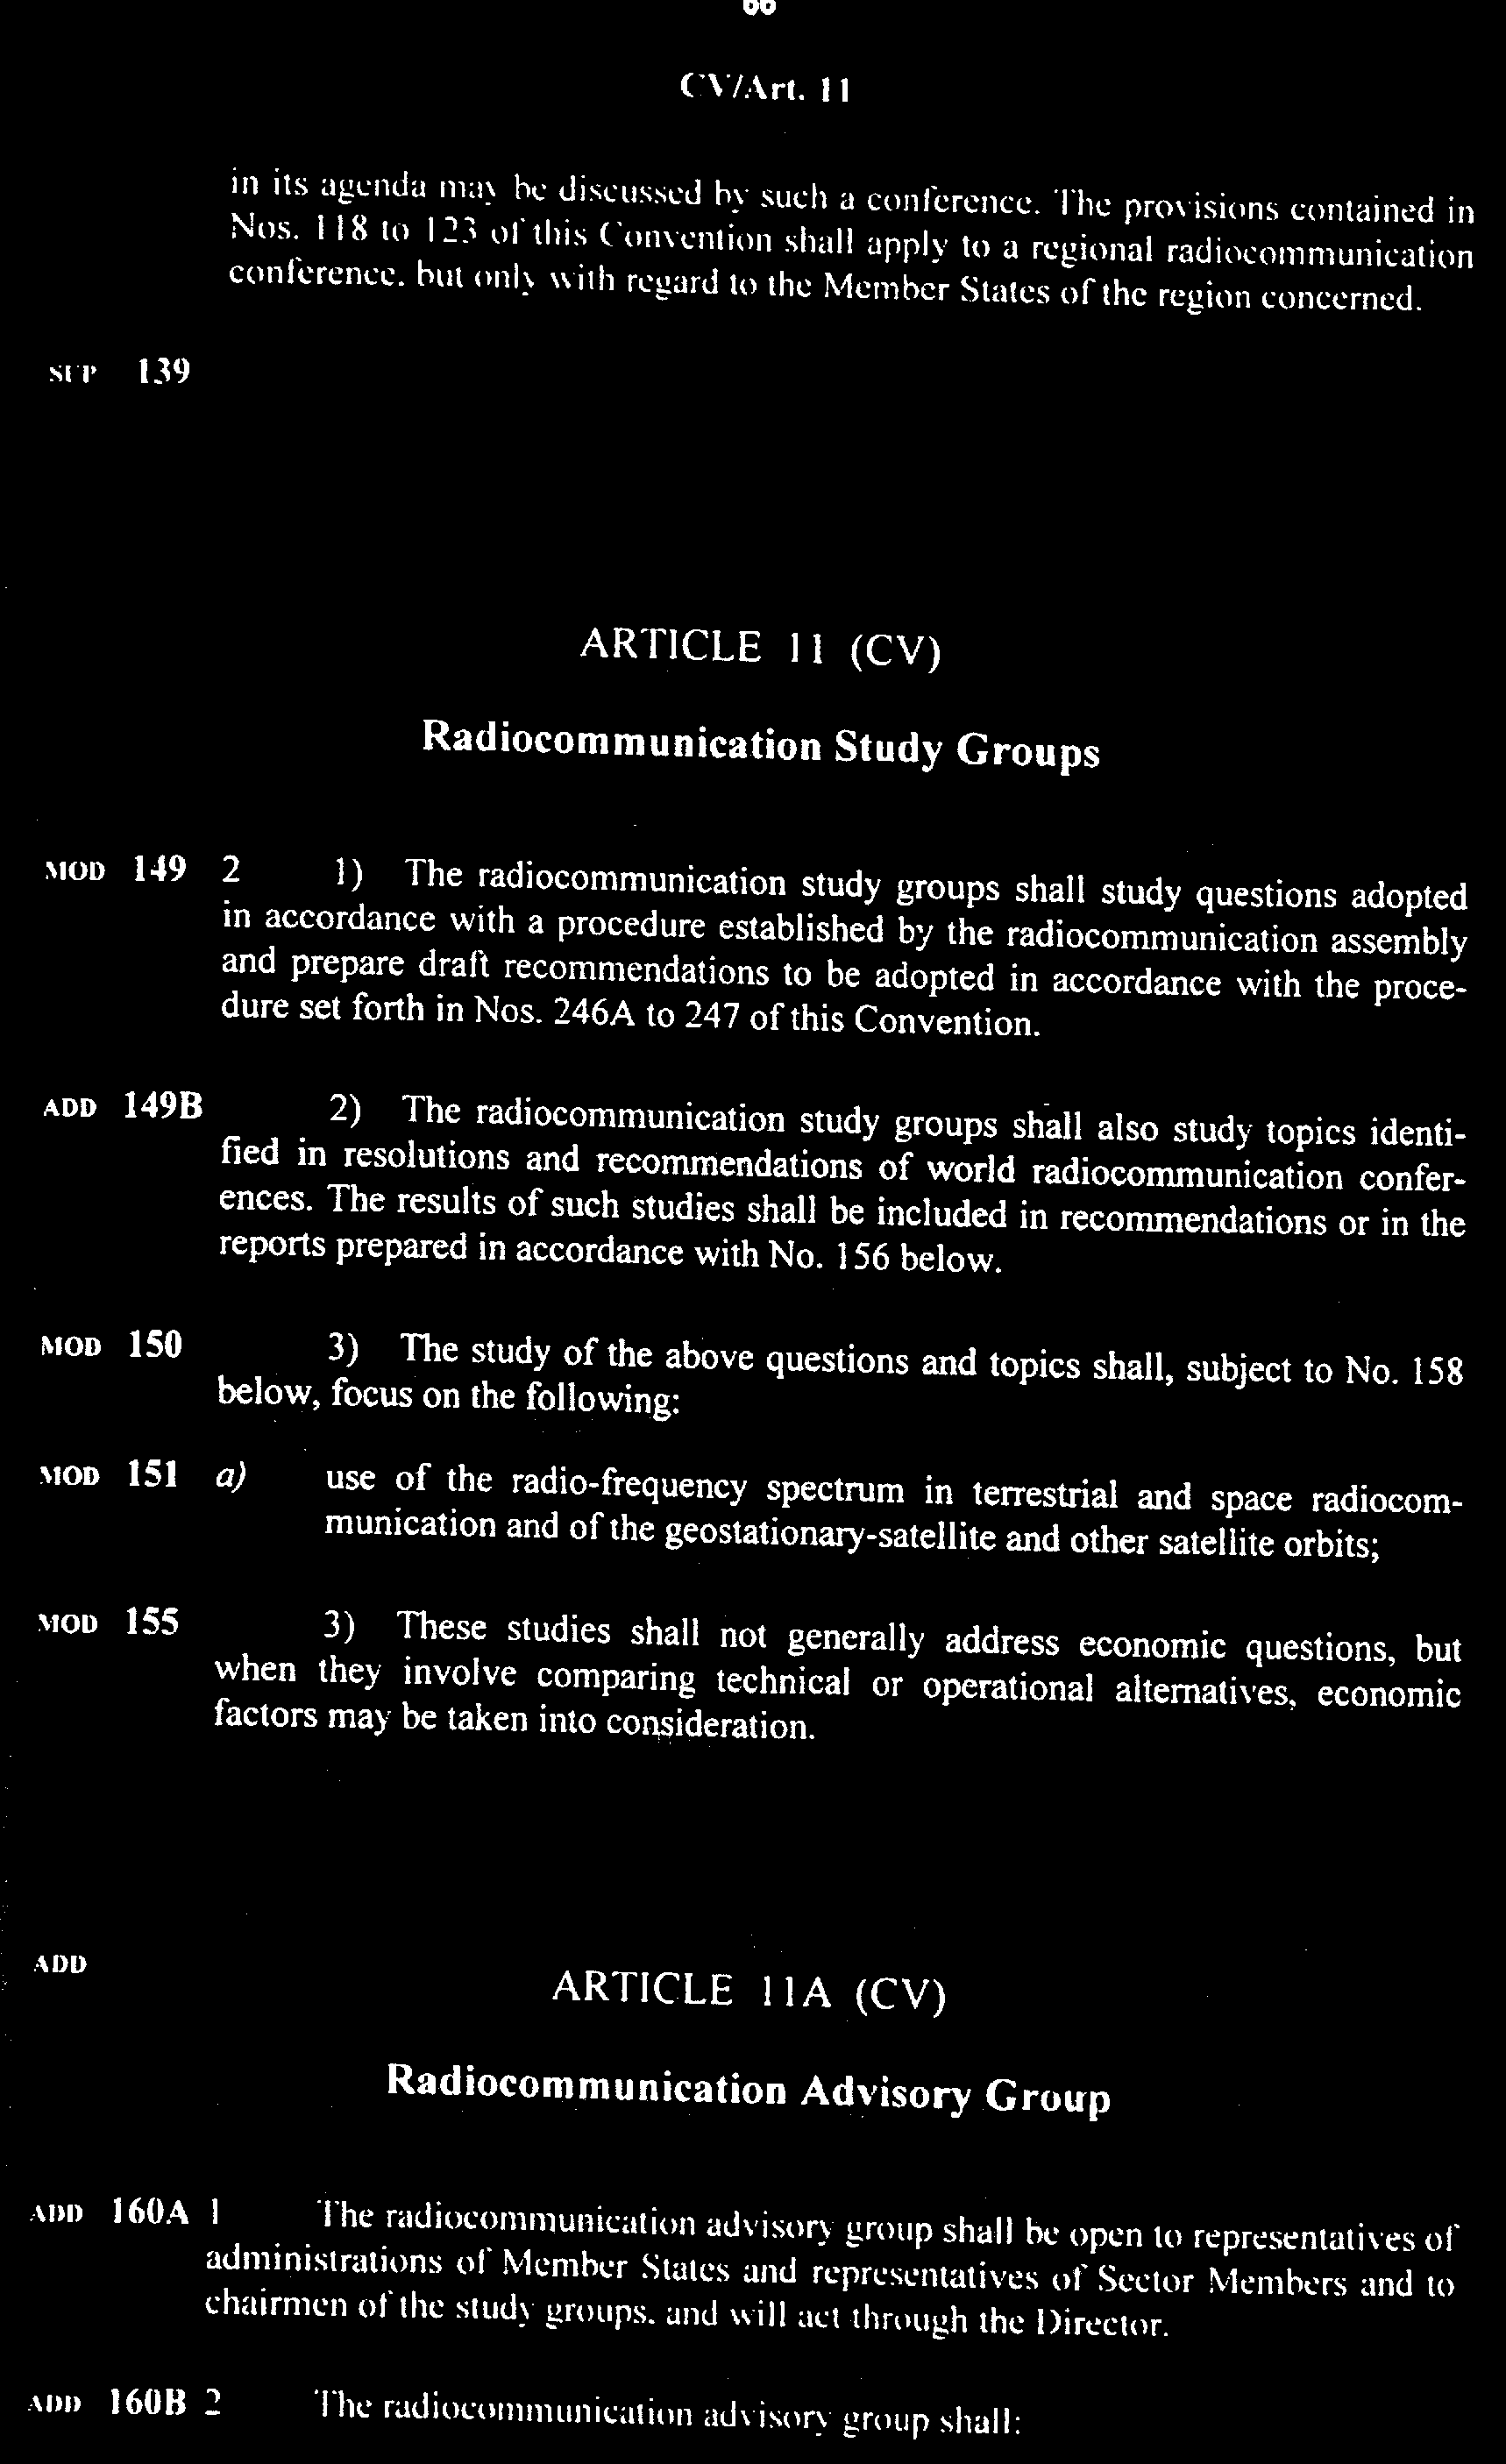 CV/Art. 11
in its agenda may be discussed by such a conference. The provisions contained in
Nos. 118 to 123 of this Convention shall apply to a regional radiocommunication
conference, but only with regard to the Member States of the region concerned.
SUP 139
ARTICLE 11 (CV)
Radiocommunication Study Groups
MOD 149 2 1) The radiocommunication study groups shall study questions adopted
in accordance with a procedure established by the radiocommunication assembly
and prepare draft recommendations to be adopted in accordance with the proce-
dure set forth in Nos. 246A to 247 of this Convention.
ADD 149B 2) The radiocommunication study groups shall also study topics identi-
fied in resolutions and recommendations of world radiocommunication confer-
ences. The results of such studies shall be included in recommendations or in the
reports prepared in accordance with No. 156 below.
MOD 150 3) The study of the above questions and topics shall, subject to No. 158
below, focus on the following:
MOD 151 a) use of the radio-frequency spectrum in terrestrial and space radiocom-
munication and of the geostationary-satellite and other satellite orbits;
MOD 155 3) These studies shall not generally address economic questions, but
when they involve comparing technical or operational alternatives, economic
factors may be taken into consideration.
ADD
ARTICLE 11A (CV)
Radiocommunication Advisory Group
ADD 160A 1 The radiocommunication advisory group shall be open to representatives of
administrations of Member States and representatives of Sector Members and to
chairmen of the study groups, and will act through the Director.
ADD 160B 2 The radiocommunication advisory group shall: